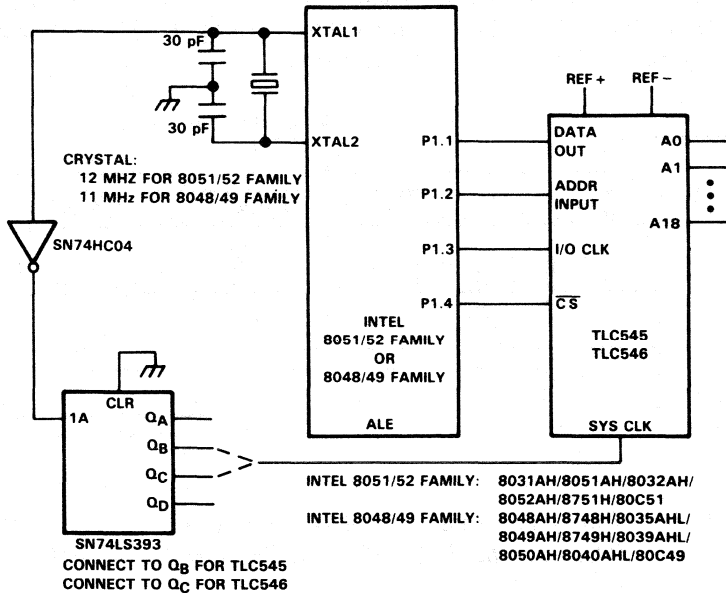 30 pF
XTAL1
30 pF
XTAL2
CRYSTAL:
12 MHZ FOR 8051/52 FAMILY
11 MHz FOR 8048/49 FAMILY
SN74HC04
P1.1
P1.2
P1.3
P1.4
INTEL
8051/52 FAMILY
OR
8048/49 FAMILY
ALE
REF +
REF −
DATA
OUT
ADDR
INPUT
I/O CLK
CS
A0
A1
A18
TLC545
TLC546
SYS CLK
CLR
1A
QA
QB
QC
QD
SN74LS393
CONNECT TO QB FOR TLC545
CONNECT TO QC FOR TLC546
INTEL 8051/52 FAMILY: 8031AH/8051AH/8032AH/
8052AH/8751H/80C51
INTEL 8048/49 FAMILY: 8048AH/8748H/8035AHL/
8049AH/8749H/8039AHL/
8050AH/8040AHL/80C49